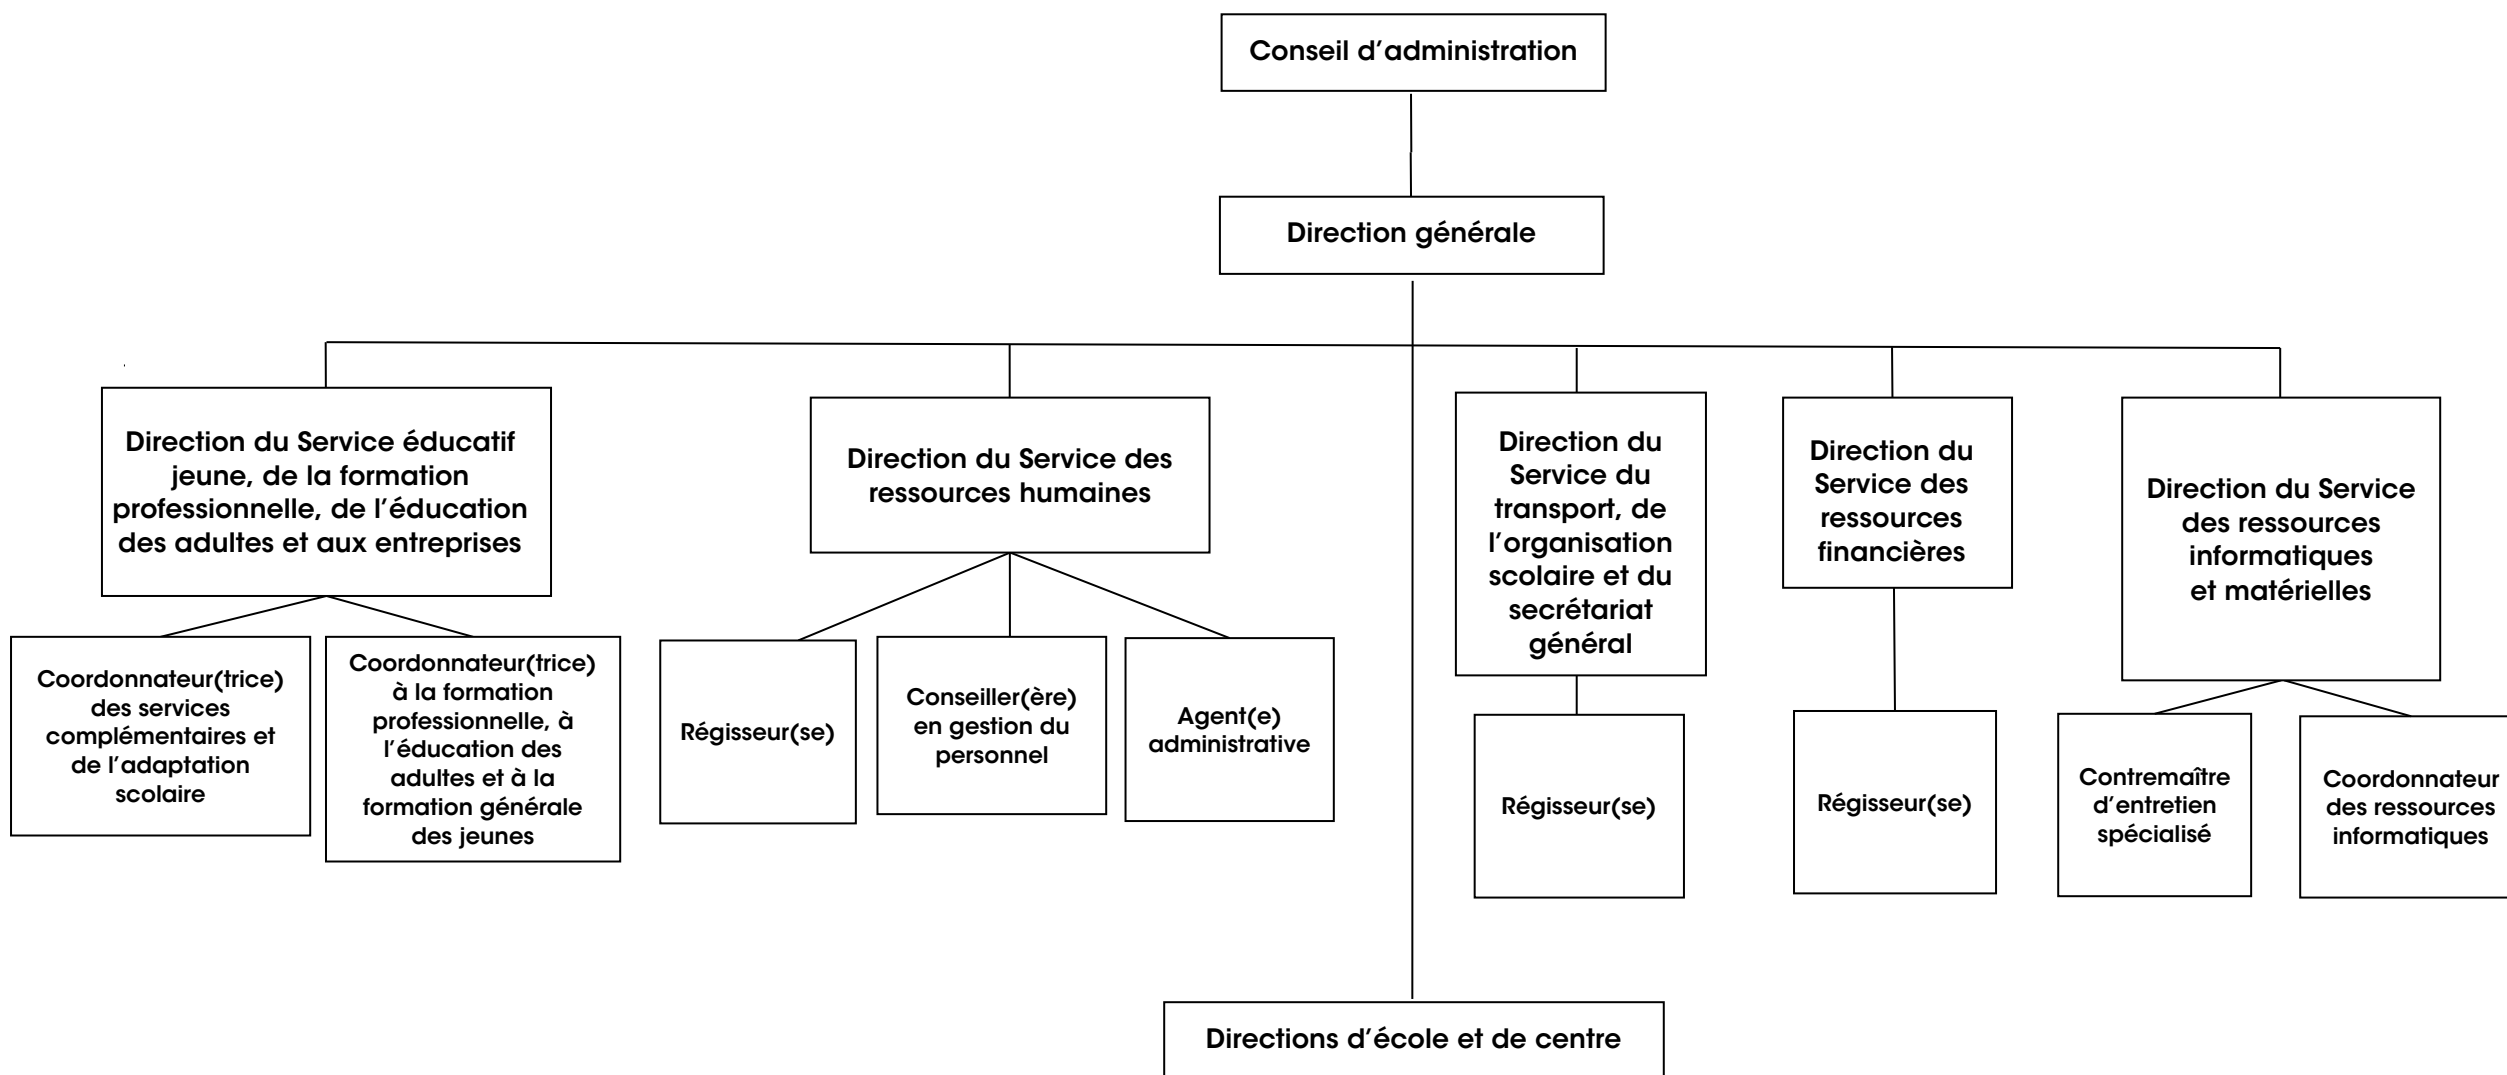 Conseil d'administration
Direction générale
Direction du Service éducatif
jeune, de la formation
professionnelle, de l'éducation
des adultes et aux entreprises
Direction du Service des
ressources humaines
Direction du
Service du
transport, de
l'organisation
scolaire et du
secrétariat
général
Direction du
Service des
ressources
financières
Direction du Service
des ressources
informatiques
et matérielles
Coordonnateur(trice)
des services
complémentaires et
de l'adaptation
scolaire
Coordonnateur(trice)
à la formation
professionnelle, à
l'éducation des
adultes et à la
formation générale
des jeunes
Régisseur(se)
Conseiller(ère)
en gestion du
personnel
Agent(e)
administrative
Régisseur(se)
Régisseur(se)
Contremaître
d'entretien
spécialisé
Coordonnateur
des ressources
informatiques
Directions d'école et de centre